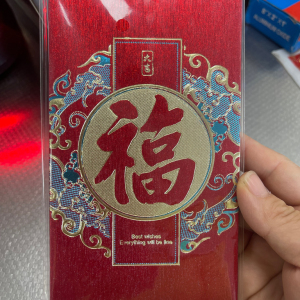 大吉
福
Best wishes
Everything will be fine